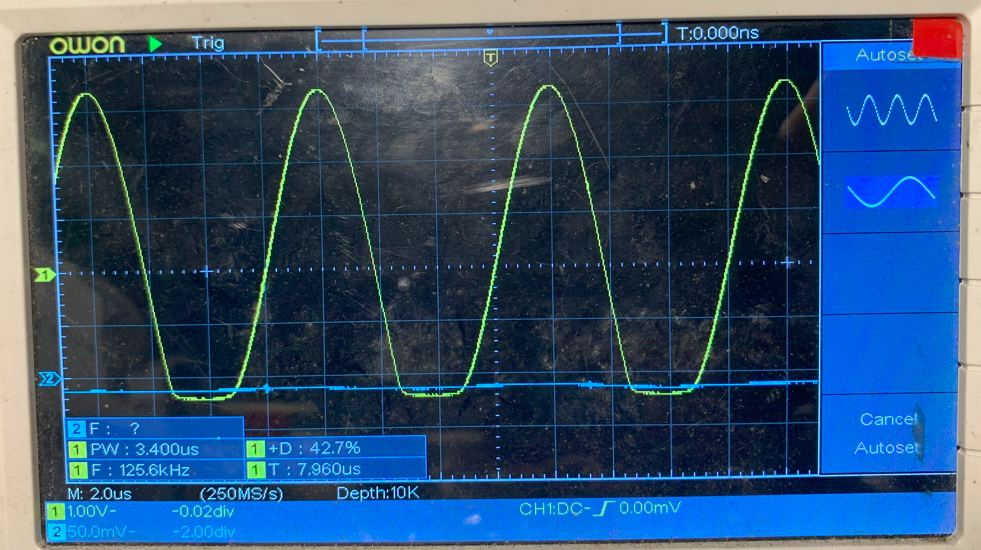 owon Trig T:0.000ns
T
Autoset
1
2
2 F : ?
1 PW : 3.400us 1 +D : 42.7%
1 F : 125.6kHz 1 T : 7.960us
Cancel
Autoset
M: 2.0us (250MS/s) Depth:10K
1 1.00V- -0.02div CH1:DC- 0.00mV
2 50.0mV- -2.00div